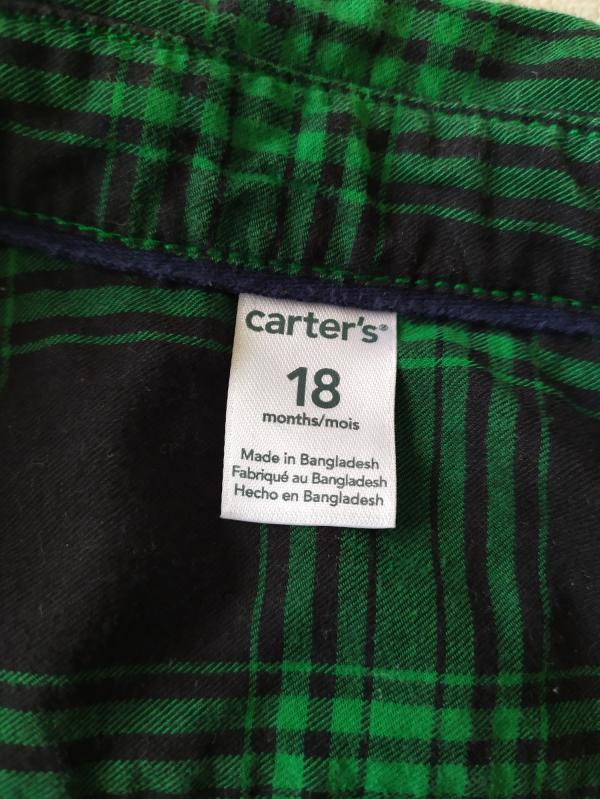 carter's®
18
months/mois
Made in Bangladesh
Fabriqué au Bangladesh
Hecho en Bangladesh